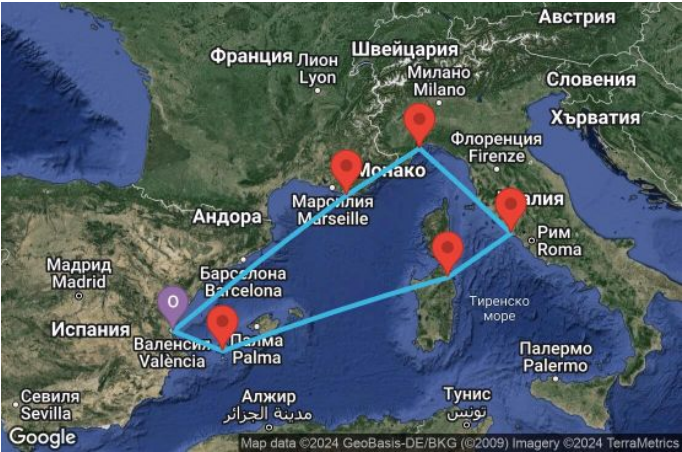 Австрия
Франция
Лион
Lyon
Швейцария
Милано
Milano
Словения
Хърватия
Флоренция
Firenze
Монако
Марсилия
Marseille
Италия
Андора
Рим
Roma
Мадрид
Madrid
Барселона
Barcelona
O
Тиренско
море
Испания
Валенсия
València
Палма
Palma
Палермо
Palermo
Севиля
Sevilla
Алжир
مدينة الجزائر
Тунис
تونس
Google
Map data ©2024 GeoBasis-DE/BKG (©2009) Imagery ©2024 TerraMetrics